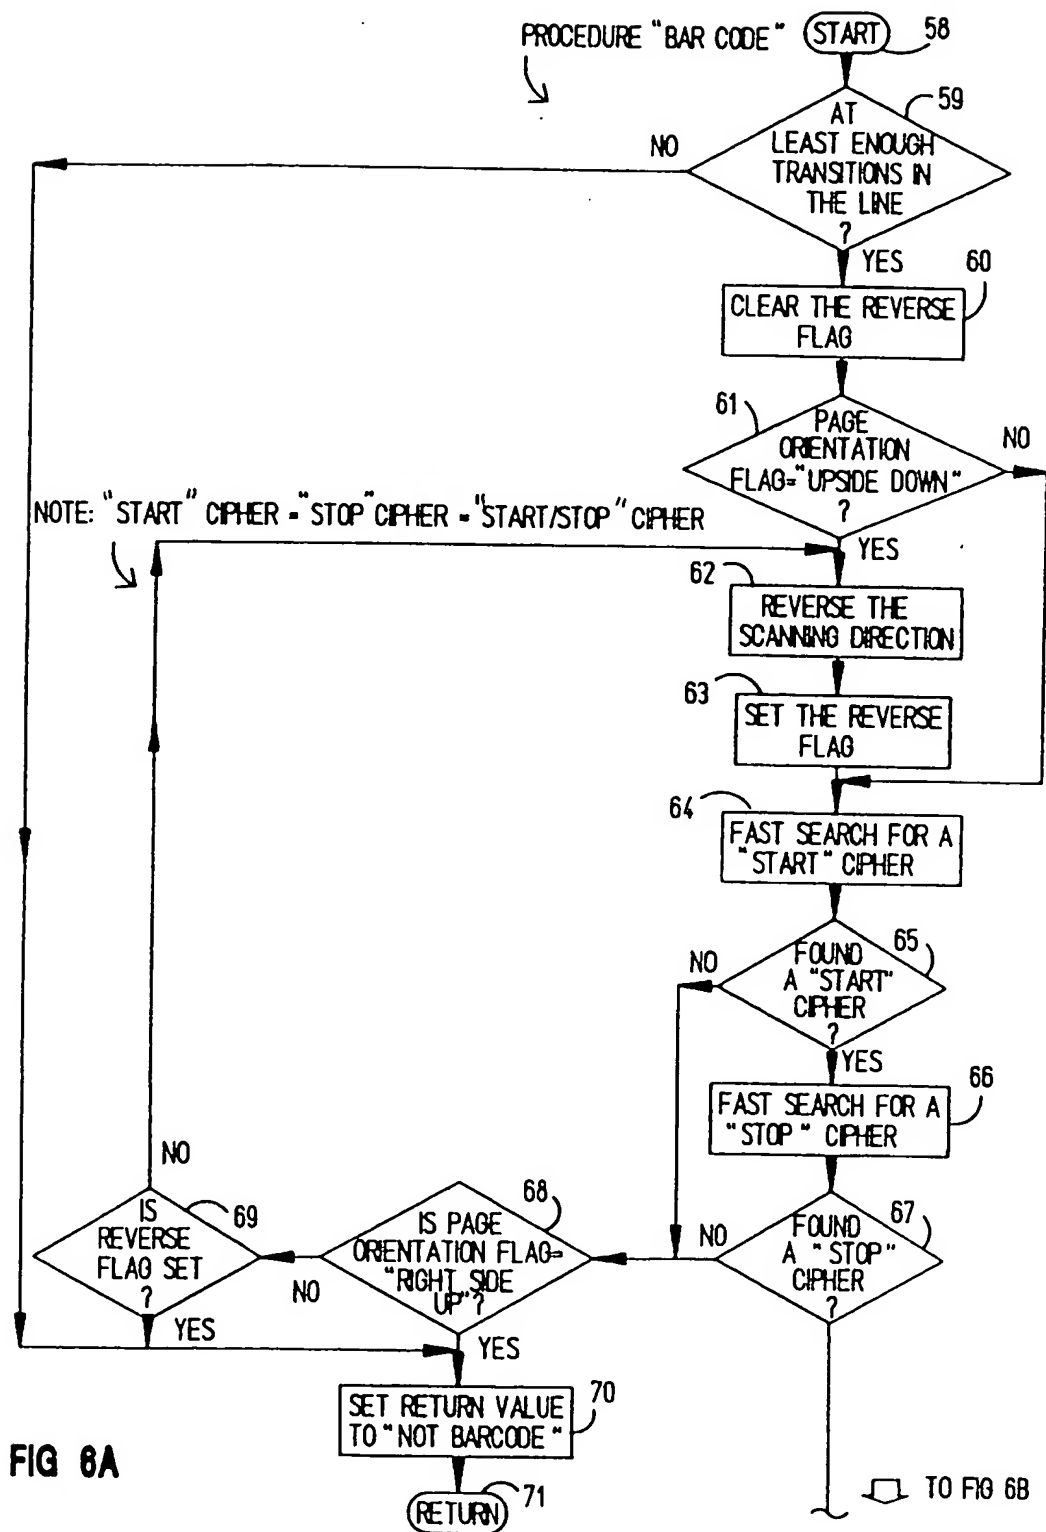 PROCEDURE "BAR CODE"
START
58
AT
LEAST ENOUGH
TRANSITIONS IN
THE LINE
?
59
NO
YES
60
CLEAR THE REVERSE
FLAG
61
PAGE
ORIENTATION
FLAG="UPSIDE DOWN"
?
NO
YES
NOTE: "START" CIPHER = "STOP" CIPHER = "START/STOP" CIPHER
62
REVERSE THE
SCANNING DIRECTION
63
SET THE REVERSE
FLAG
64
FAST SEARCH FOR A
"START" CIPHER
65
FOUND
A "START"
CIPHER
?
NO
YES
66
FAST SEARCH FOR A
"STOP" CIPHER
67
FOUND
A "STOP"
CIPHER
?
NO
68
IS PAGE
ORIENTATION FLAG=
"RIGHT SIDE
UP"?
NO
YES
69
IS
REVERSE
FLAG SET
?
NO
YES
70
SET RETURN VALUE
TO "NOT BARCODE"
71
RETURN
FIG 6A
TO FIG 6B